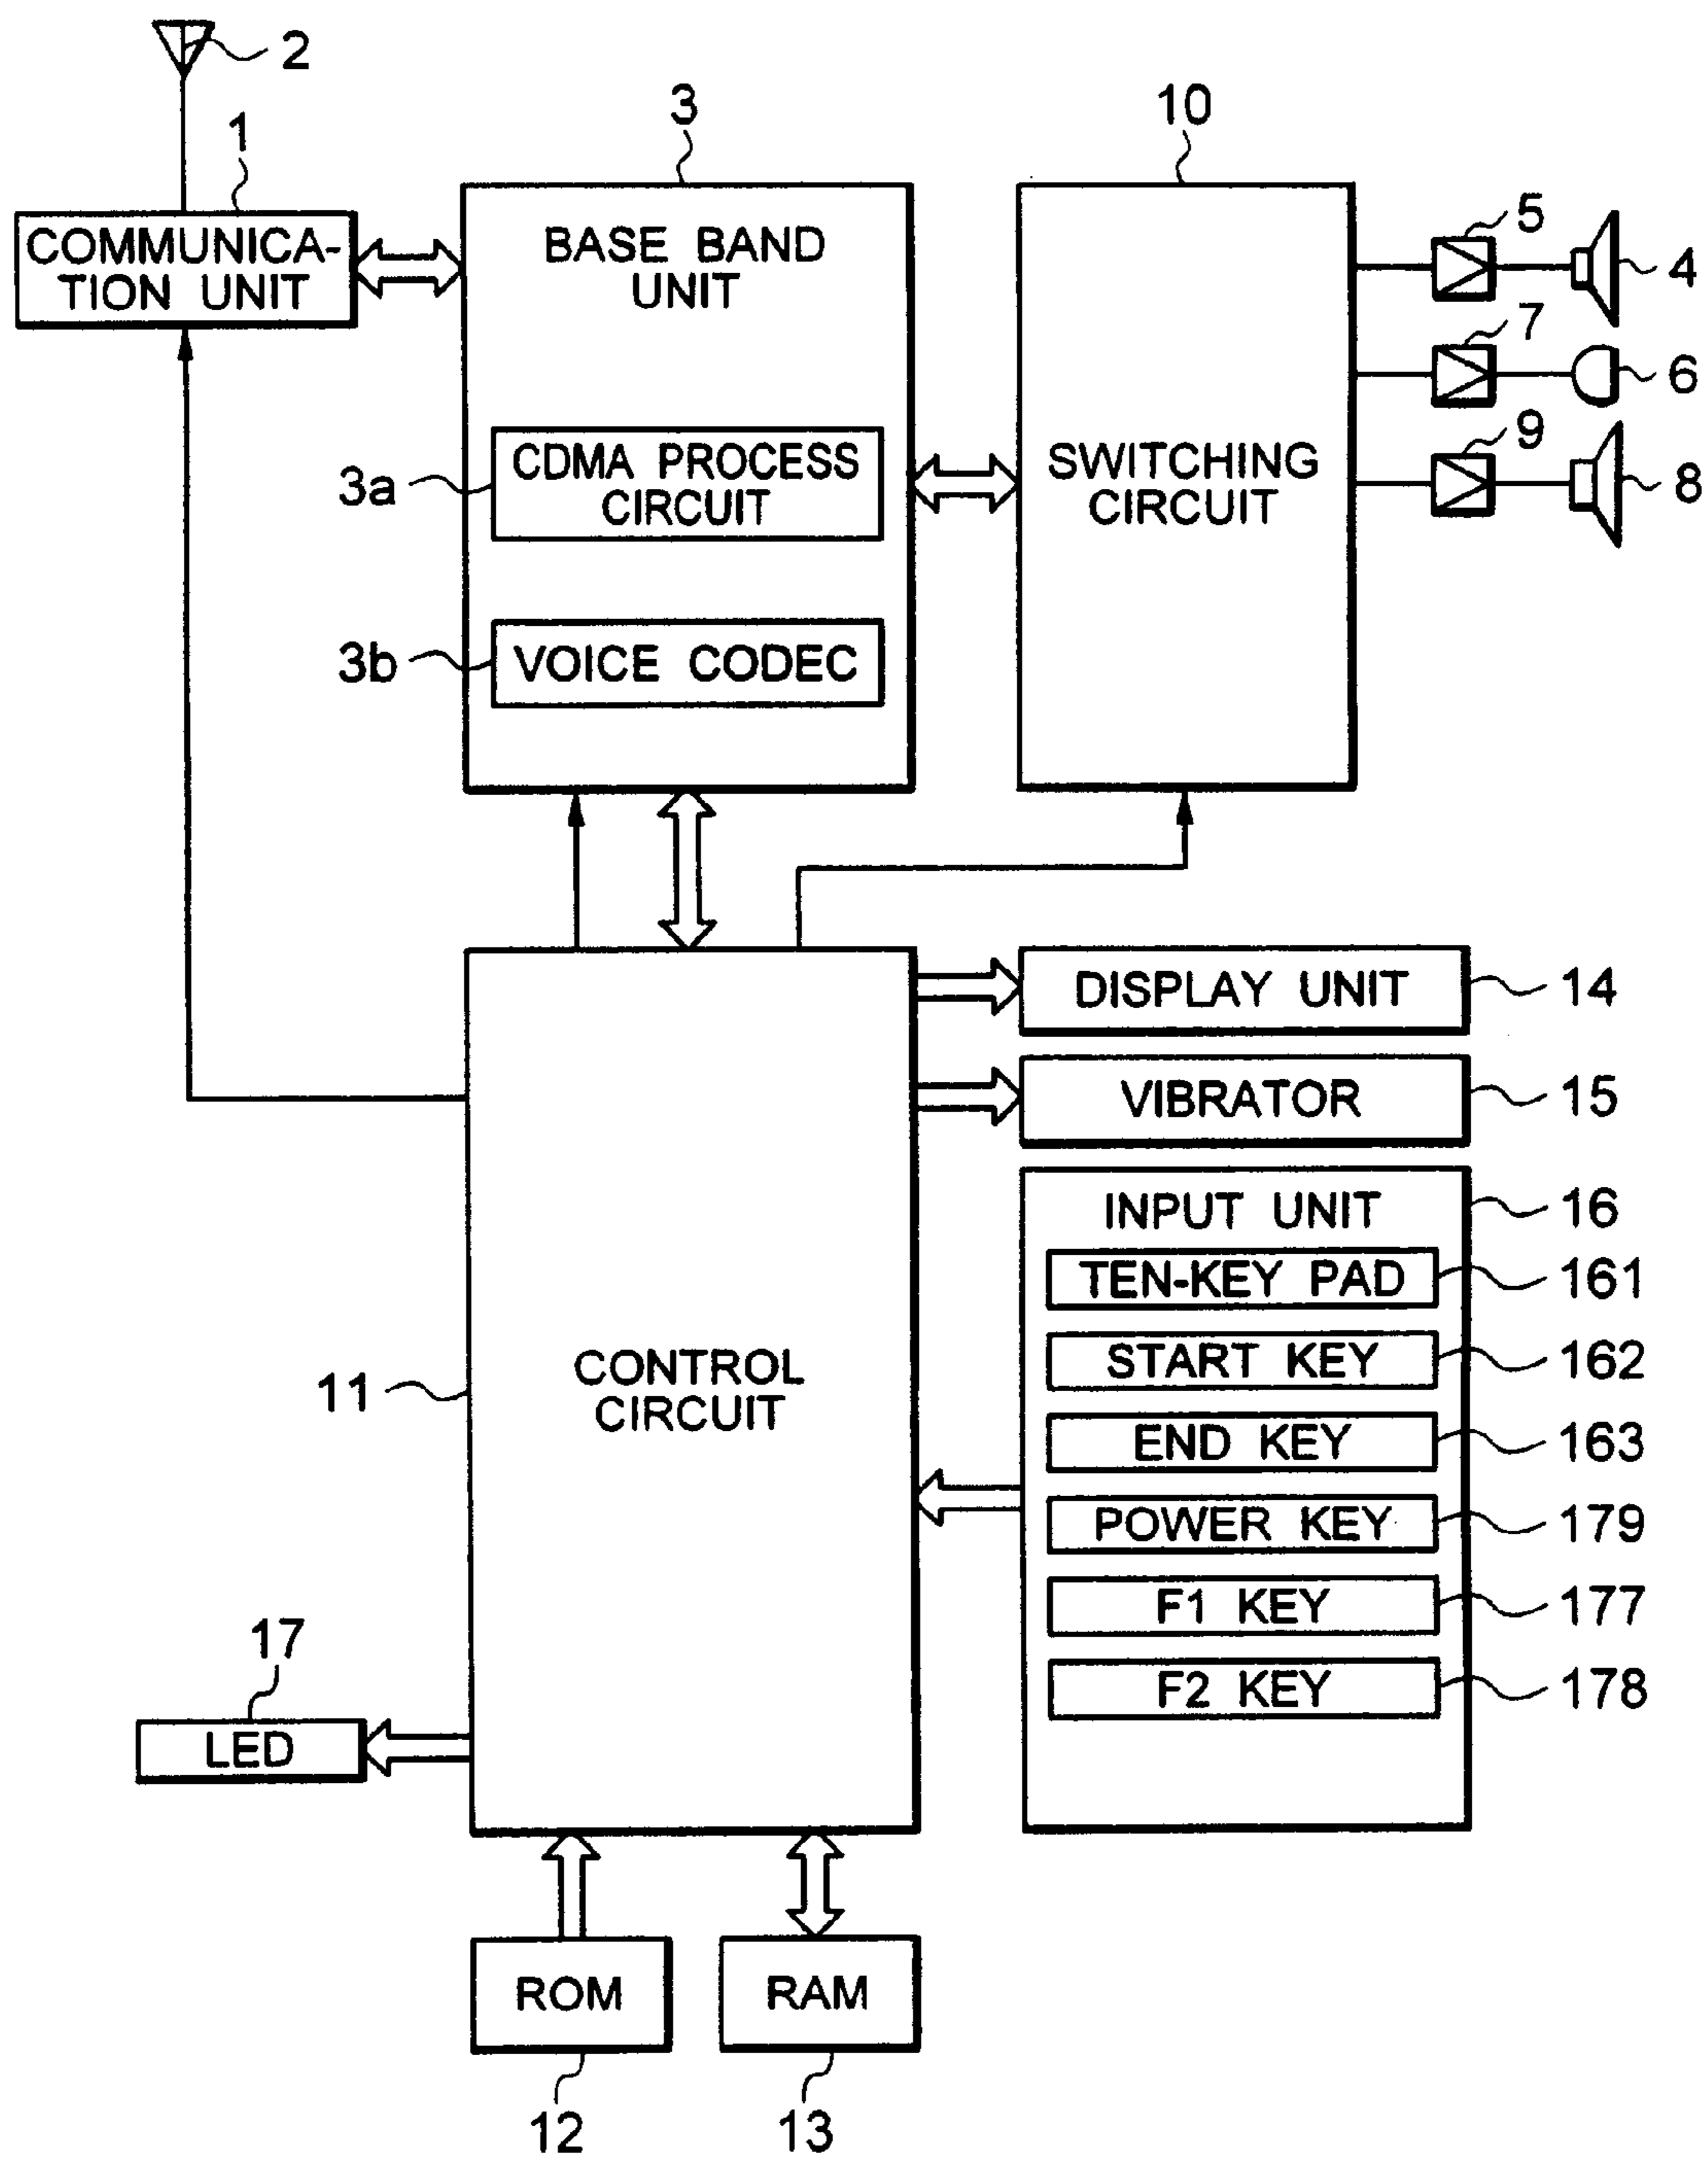 2
1
3
10
COMMUNICA-
TION UNIT
BASE BAND
UNIT
5
4
7
6
9
8
3a
CDMA PROCESS
CIRCUIT
SWITCHING
CIRCUIT
3b
VOICE CODEC
DISPLAY UNIT
14
VIBRATOR
15
INPUT UNIT
16
TEN-KEY PAD
161
START KEY
162
11
CONTROL
CIRCUIT
END KEY
163
POWER KEY
179
F1 KEY
177
F2 KEY
178
17
LED
ROM
RAM
12
13